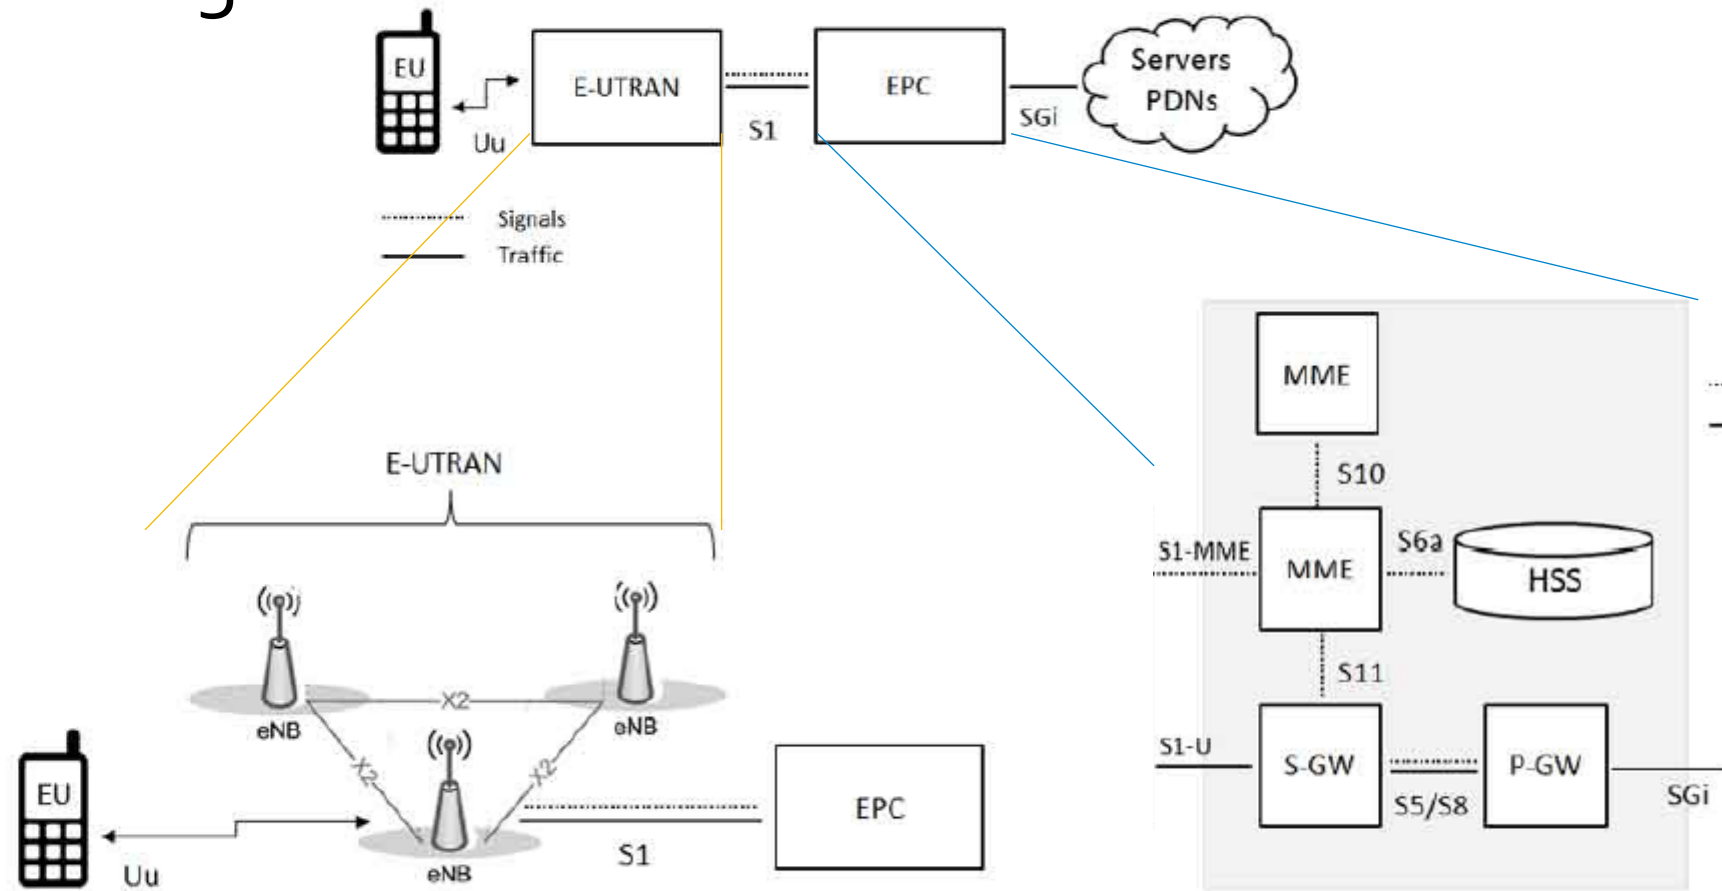 EU
Uu
E-UTRAN
S1
EPC
SGi
Servers
PDNs
Signals
Traffic
E-UTRAN
eNB
X2
eNB
X2
X2
eNB
EU
Uu
S1
EPC
MME
S10
S1-MME
MME
S6a
HSS
S11
S1-U
S-GW
S5/S8
P-GW
SGi